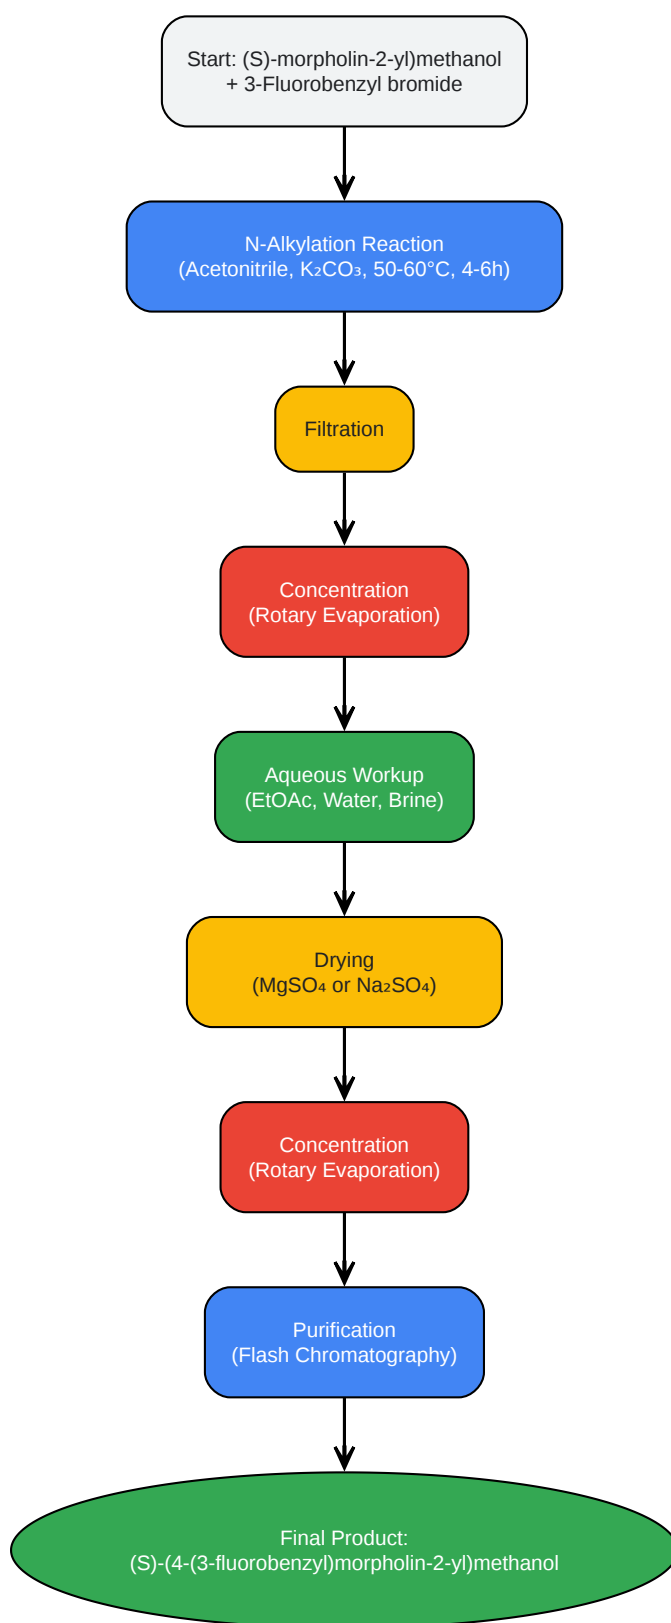 Start: (S)-morpholin-2-yl)methanol
+ 3-Fluorobenzyl bromide
N-Alkylation Reaction
(Acetonitrile, K₂CO₃, 50-60°C, 4-6h)
Filtration
Concentration
(Rotary Evaporation)
Aqueous Workup
(EtOAc, Water, Brine)
Drying
(MgSO₄ or Na₂SO₄)
Concentration
(Rotary Evaporation)
Purification
(Flash Chromatography)
Final Product:
(S)-(4-(3-fluorobenzyl)morpholin-2-yl)methanol